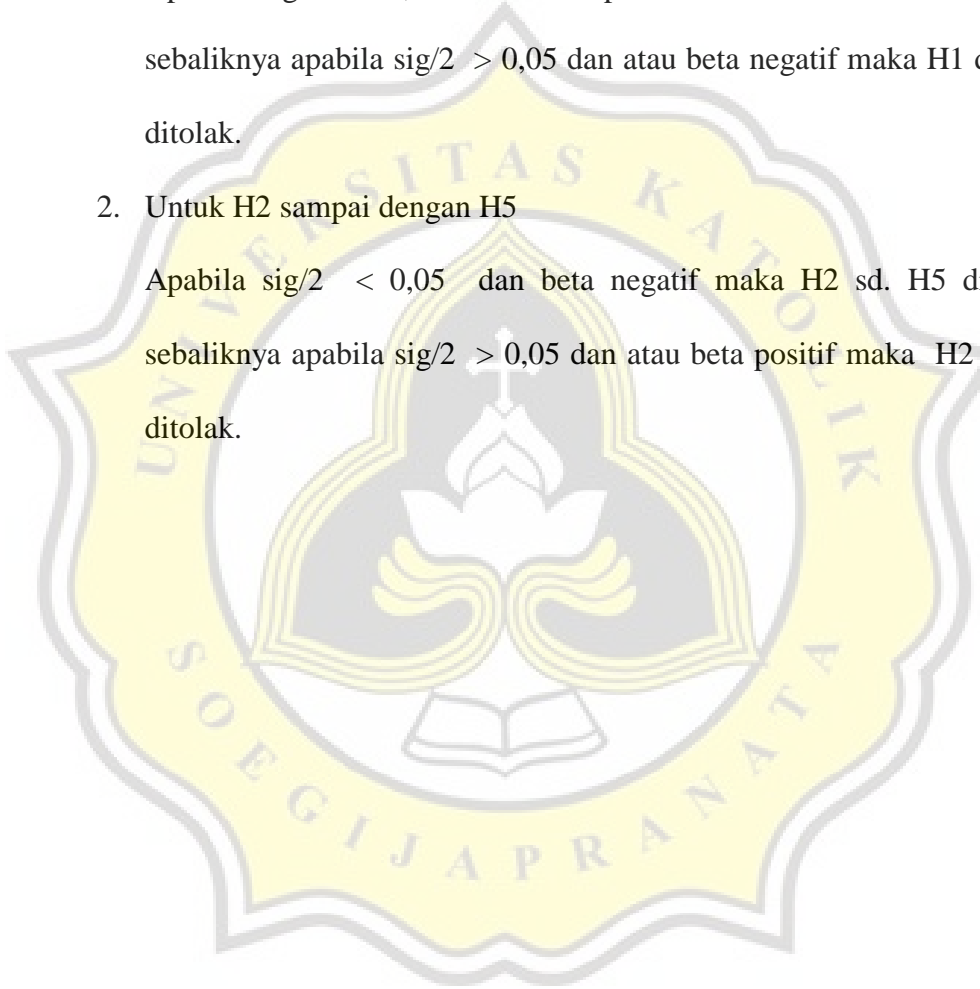 sebaliknya apabila sig/2 > 0,05 dan atau beta negatif maka H1 d
ditolak.
2. Untuk H2 sampai dengan H5
Apabila sig/2 < 0,05 dan beta negatif maka H2 sd. H5 d
sebaliknya apabila sig/2 > 0,05 dan atau beta positif maka H2
ditolak.
UNIVERSITAS KATOLIK
SOEGIJAPRANATA